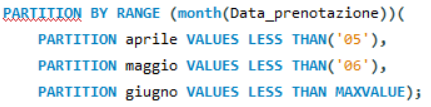 PARTITION BY RANGE (month(Data_prenotazione))(
PARTITION aprile VALUES LESS THAN('05'),
PARTITION maggio VALUES LESS THAN('06'),
PARTITION giugno VALUES LESS THAN MAXVALUE);